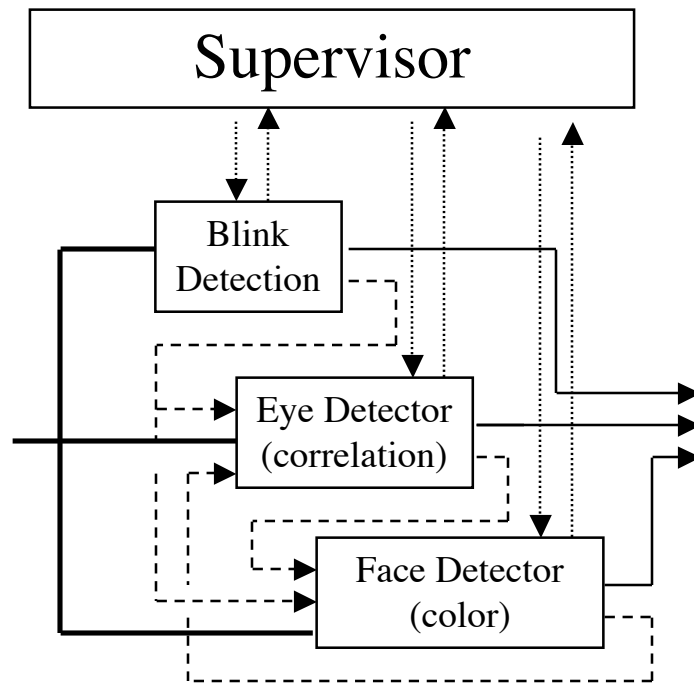 Supervisor
Blink
Detection
Eye Detector
(correlation)
Face Detector
(color)